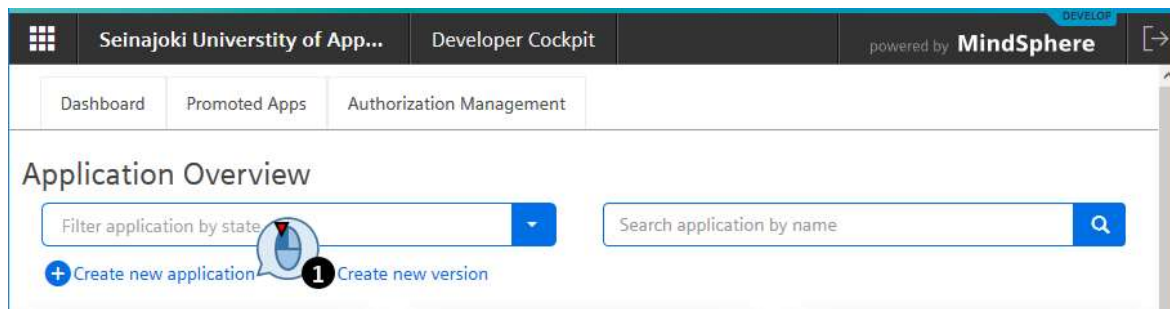 DEVELOP
Seinajoki Universtity of App... Developer Cockpit powered by MindSphere
Dashboard Promoted Apps Authorization Management
Application Overview
Filter application by state Search application by name
Create new application 1 Create new version